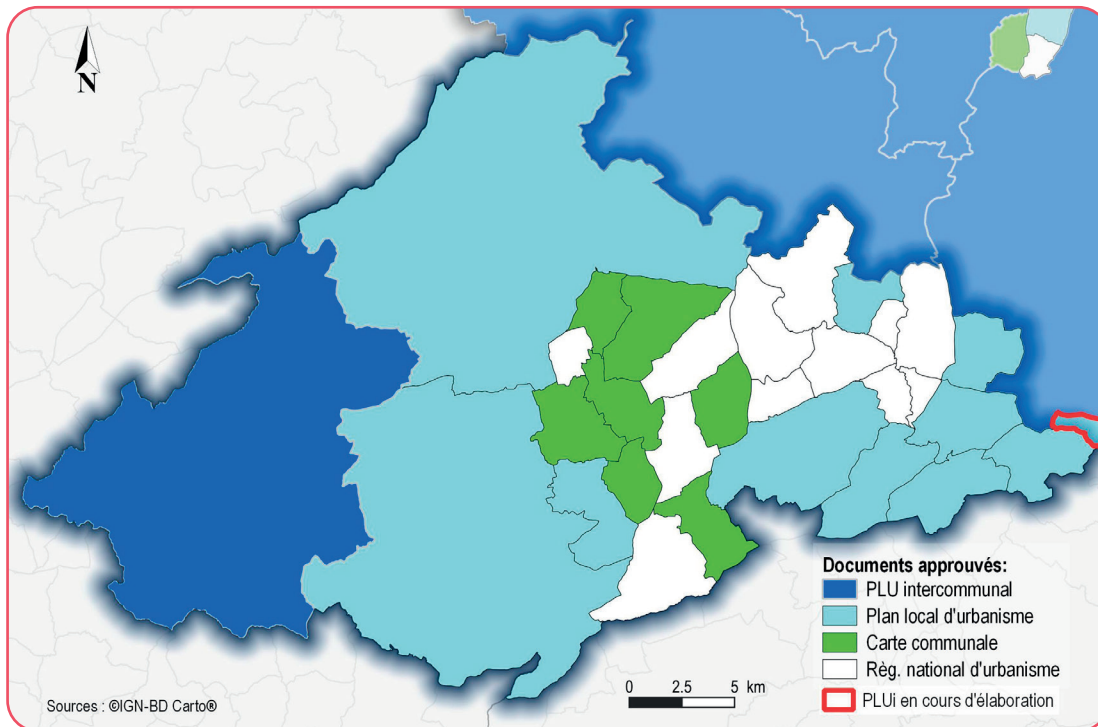 N
Documents approuvés:
PLU intercommunal
Plan local d'urbanisme
Carte communale
Règ. national d'urbanisme
PLUi en cours d'élaboration
0 2.5 5 km
Sources : ©IGN-BD Carto®